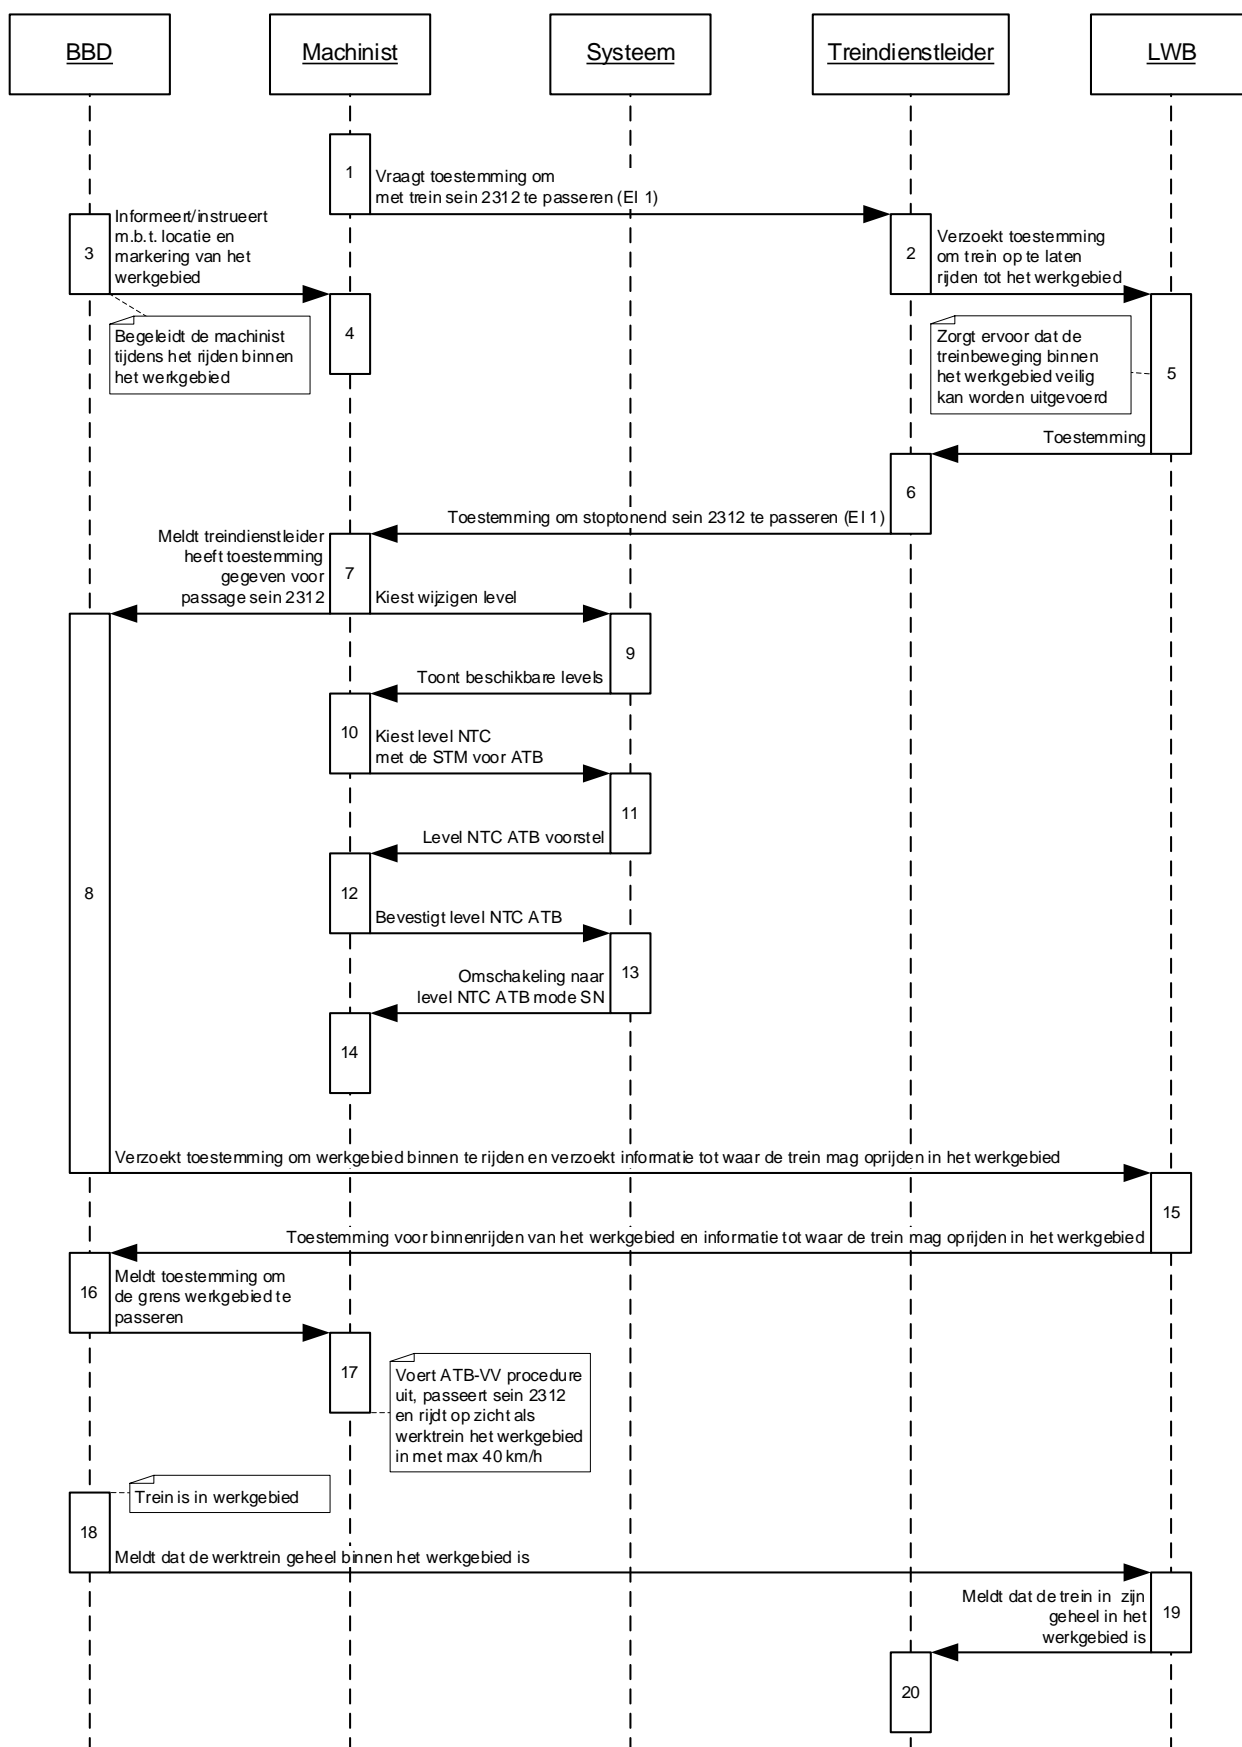 BBD
Machinist
Systeem
Treindienstleider
LWB
1
Vraagt toestemming om
met trein sein 2312 te passeren (EI 1)
3
Informeert/instrueert
m.b.t. locatie en
markering van het
werkgebied
2
Verzoekt toestemming
om trein op te laten
rijden tot het werkgebied
Begeleidt de machinist
tijdens het rijden binnen
het werkgebied
4
Zorgt ervoor dat de
treinbeweging binnen
het werkgebied veilig
kan worden uitgevoerd
5
Toestemming
6
Toestemming om stoptonend sein 2312 te passeren (EI 1)
Meldt treindienstleider
heeft toestemming
gegeven voor
passage sein 2312
7
Kiest wijzigen level
9
Toont beschikbare levels
10
Kiest level NTC
met de STM voor ATB
11
Level NTC ATB voorstel
8
12
Bevestigt level NTC ATB
13
Omschakeling naar
level NTC ATB mode SN
14
Verzoekt toestemming om werkgebied binnen te rijden en verzoekt informatie tot waar de trein mag oprijden in het werkgebied
15
Toestemming voor binnenrijden van het werkgebied en informatie tot waar de trein mag oprijden in het werkgebied
16
Meldt toestemming om
de grens werkgebied te
passeren
17
Voert ATB-VV procedure
uit, passeert sein 2312
en rijdt op zicht als
werktrein het werkgebied
in met max 40 km/h
Trein is in werkgebied
18
Meldt dat de werktrein geheel binnen het werkgebied is
Meldt dat de trein in zijn
geheel in het
werkgebied is
19
20